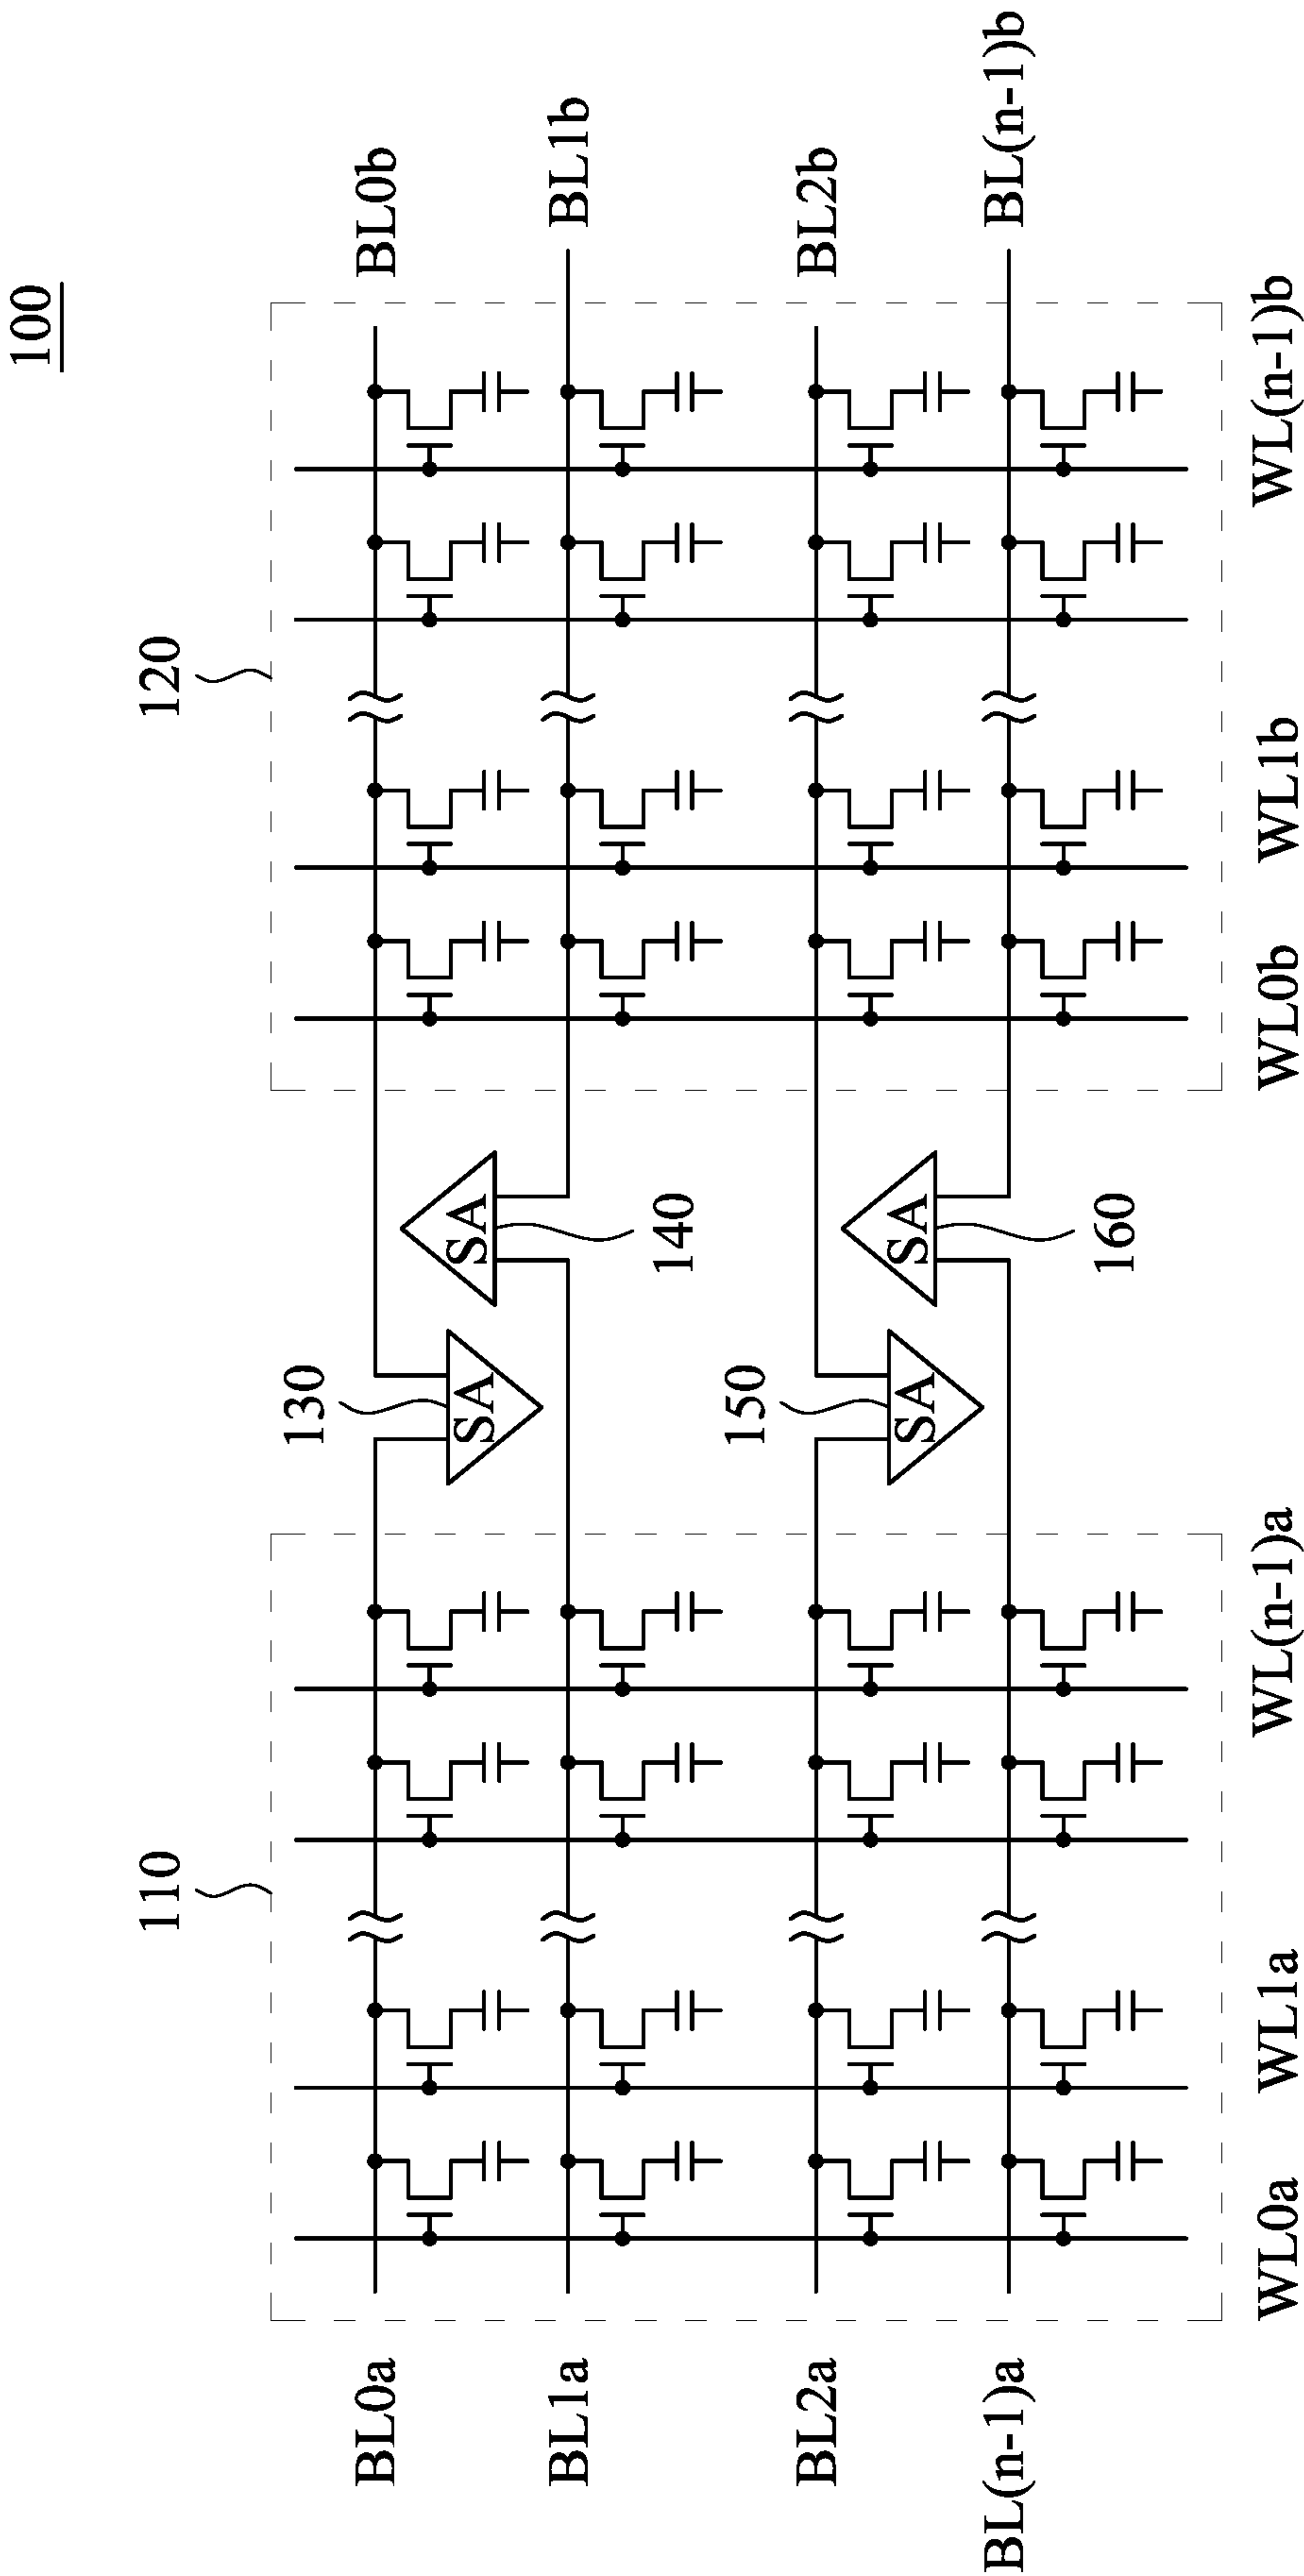 100
110
120
BL0a
BL0b
130
SA
SA
140
BL1a
BL1b
BL2a
BL2b
150
SA
SA
160
BL(n-1)a
BL(n-1)b
WL0a
WL1a
WL(n-1)a
WL0b
WL1b
WL(n-1)b